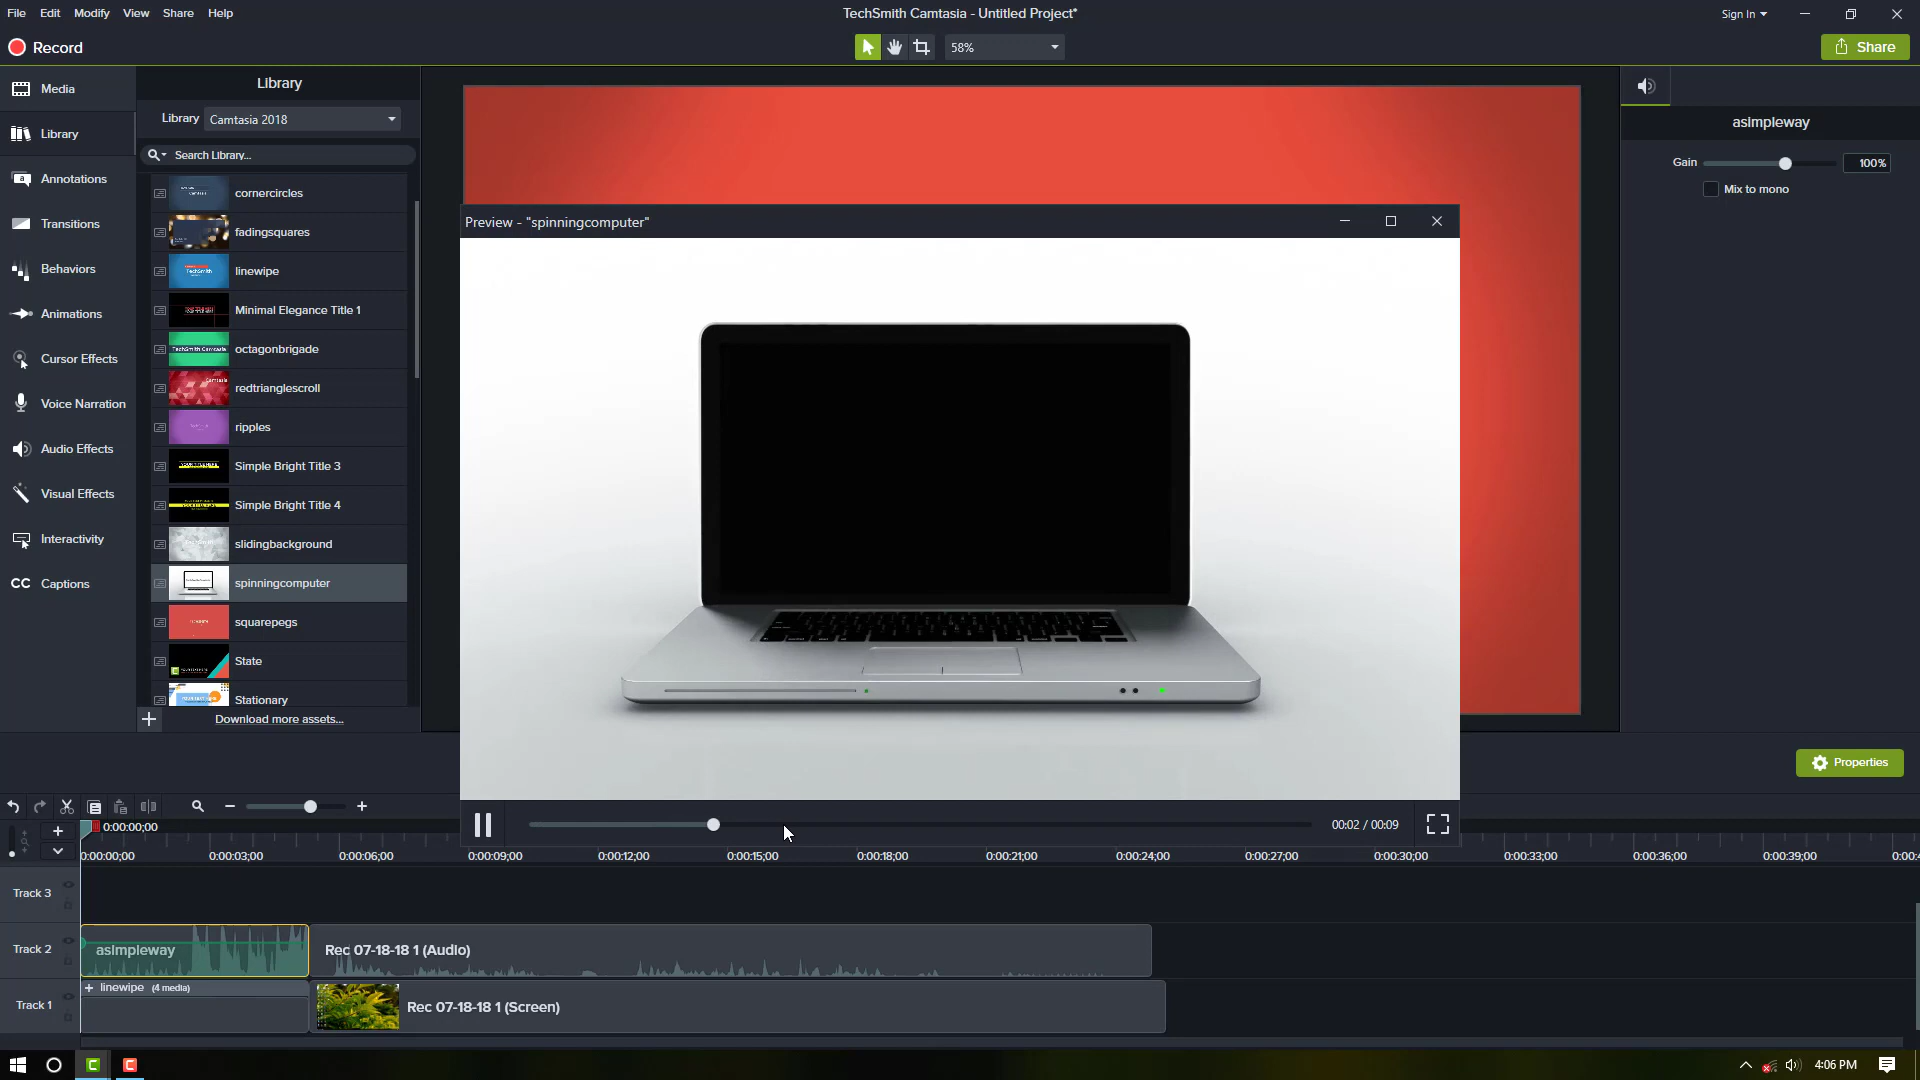 File Edit Modify View Share Help
TechSmith Camtasia - Untitled Project*
Sign In
Record
58%
Share
Media
Library
Annotations
Transitions
Behaviors
Animations
Cursor Effects
Voice Narration
Audio Effects
Visual Effects
Interactivity
CC Captions
Library
Library Camtasia 2018
Search Library...
cornercircles
fadingsquares
linewipe
Minimal Elegance Title 1
octagonbrigade
redtrianglescroll
ripples
Simple Bright Title 3
Simple Bright Title 4
slidingbackground
spinningcomputer
squarepegs
State
Stationary
Download more assets...
Preview - "spinningcomputer"
00:02 / 00:09
asimpleway
Gain 100%
Mix to mono
Properties
0:00:00;00
0:00:00;00 0:00:03;00 0:00:06;00 0:00:09;00 0:00:12;00 0:00:15;00 0:00:18;00 0:00:21;00 0:00:24;00 0:00:27;00 0:00:30;00 0:00:33;00 0:00:36;00 0:00:39;00
Track 3
Track 2 asimpleway Rec 07-18-18 1 (Audio)
linewipe (4 media)
Track 1 Rec 07-18-18 1 (Screen)
4:06 PM